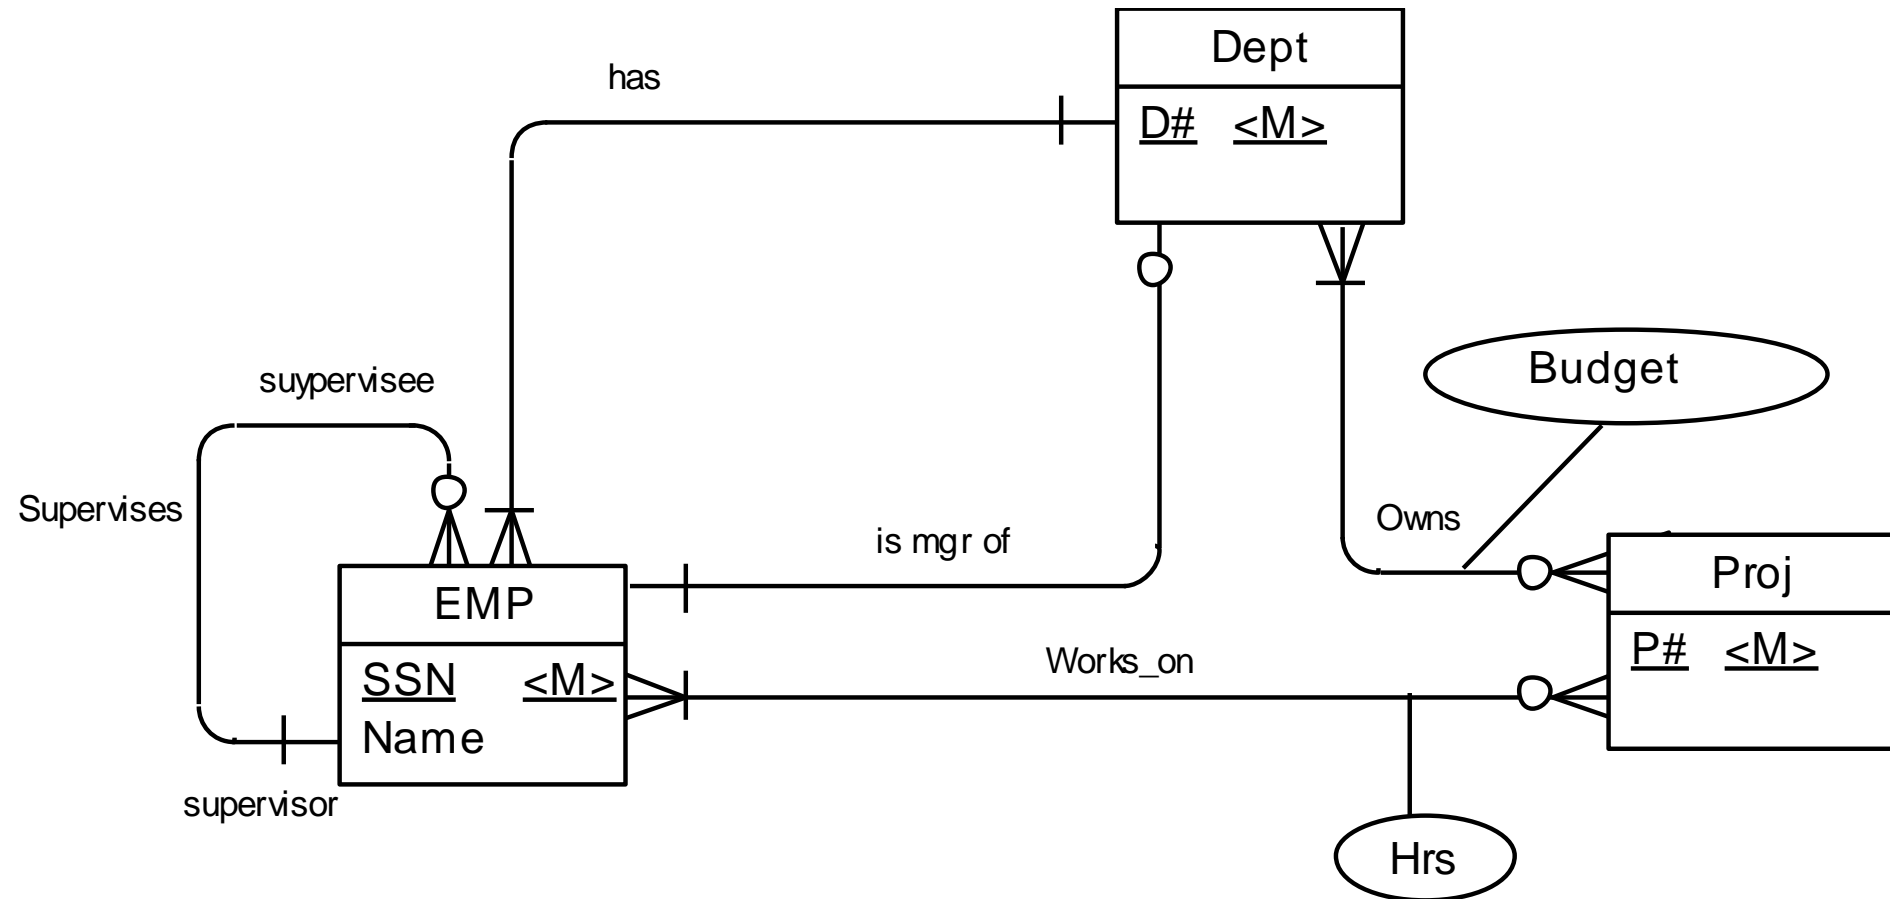 Dept
has
D# <M>
Budget
suypervisee
Supervises
Owns
is mgr of
Proj
EMP
P# <M>
Works_on
SSN <M>
Name
supervisor
Hrs